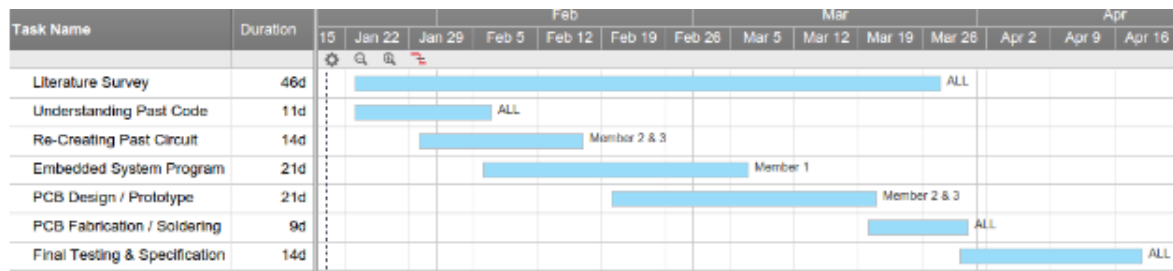 Feb Mar Apr
Task Name Duration 15 Jan 22 Jan 29 Feb 5 Feb 12 Feb 19 Feb 26 Mar 5 Mar 12 Mar 19 Mar 26 Apr 2 Apr 9 Apr 16
Literature Survey 46d ALL
Understanding Past Code 11d ALL
Re-Creating Past Circuit 14d Member 2 & 3
Embedded System Program 21d Member 1
PCB Design / Prototype 21d Member 2 & 3
PCB Fabrication / Soldering 9d ALL
Final Testing & Specification 14d ALL